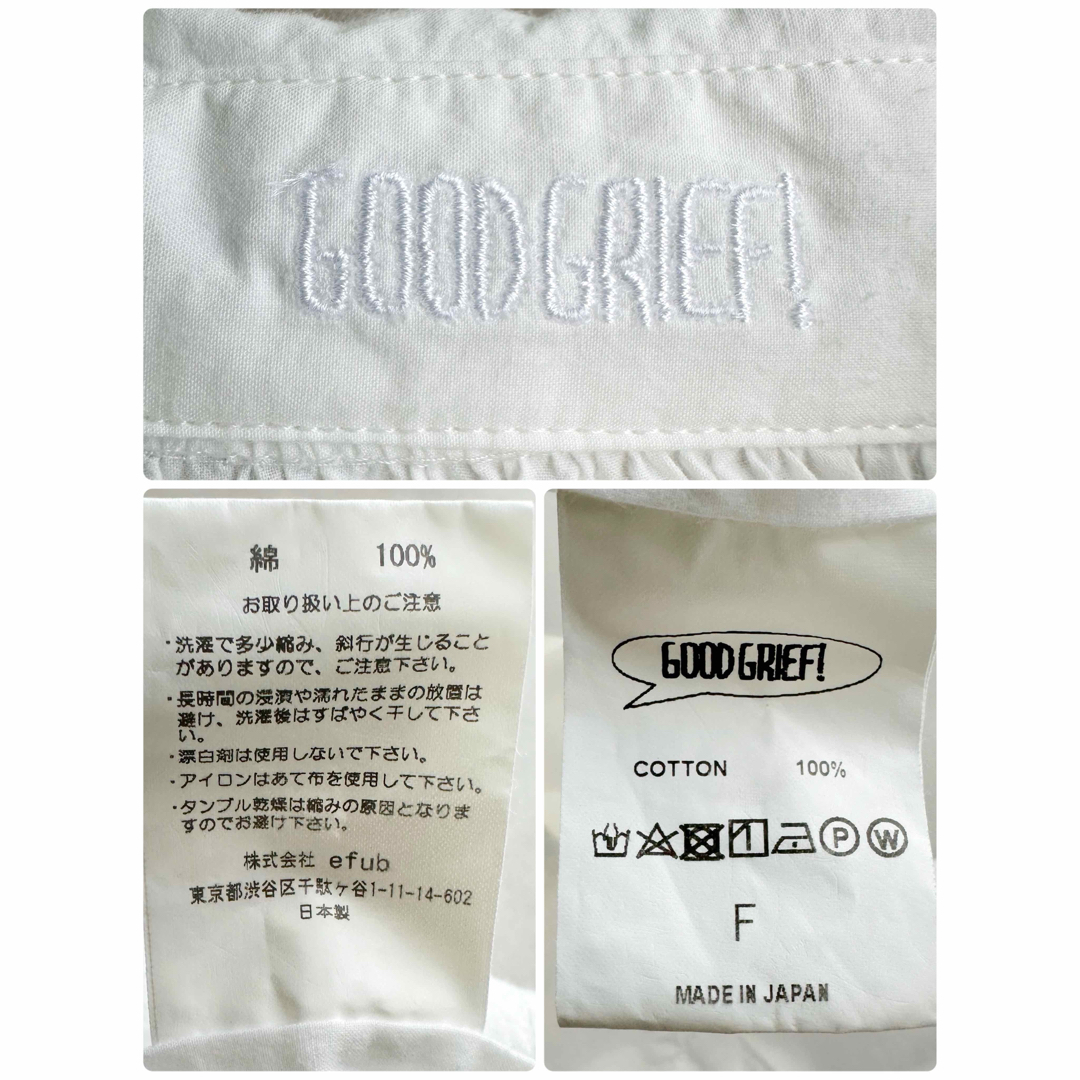 GOOD GRIEF!
綿 100%
お取り扱い上のご注意
・洗濯で多少縮み、斜行が生じること
がありますので、ご注意下さい。
・長時間の浸漬や濡れたままの放置は
避け、洗濯後はすばやく干して下さ
い。
・漂白剤は使用しないで下さい。
・アイロンはあて布を使用して下さい。
・タンブル乾燥は縮みの原因となりま
すのでお避け下さい。
株式会社 efub
東京都渋谷区千駄ヶ谷1-11-14-602
日本製
GOOD GRIEF!
COTTON 100%
P W
F
MADE IN JAPAN